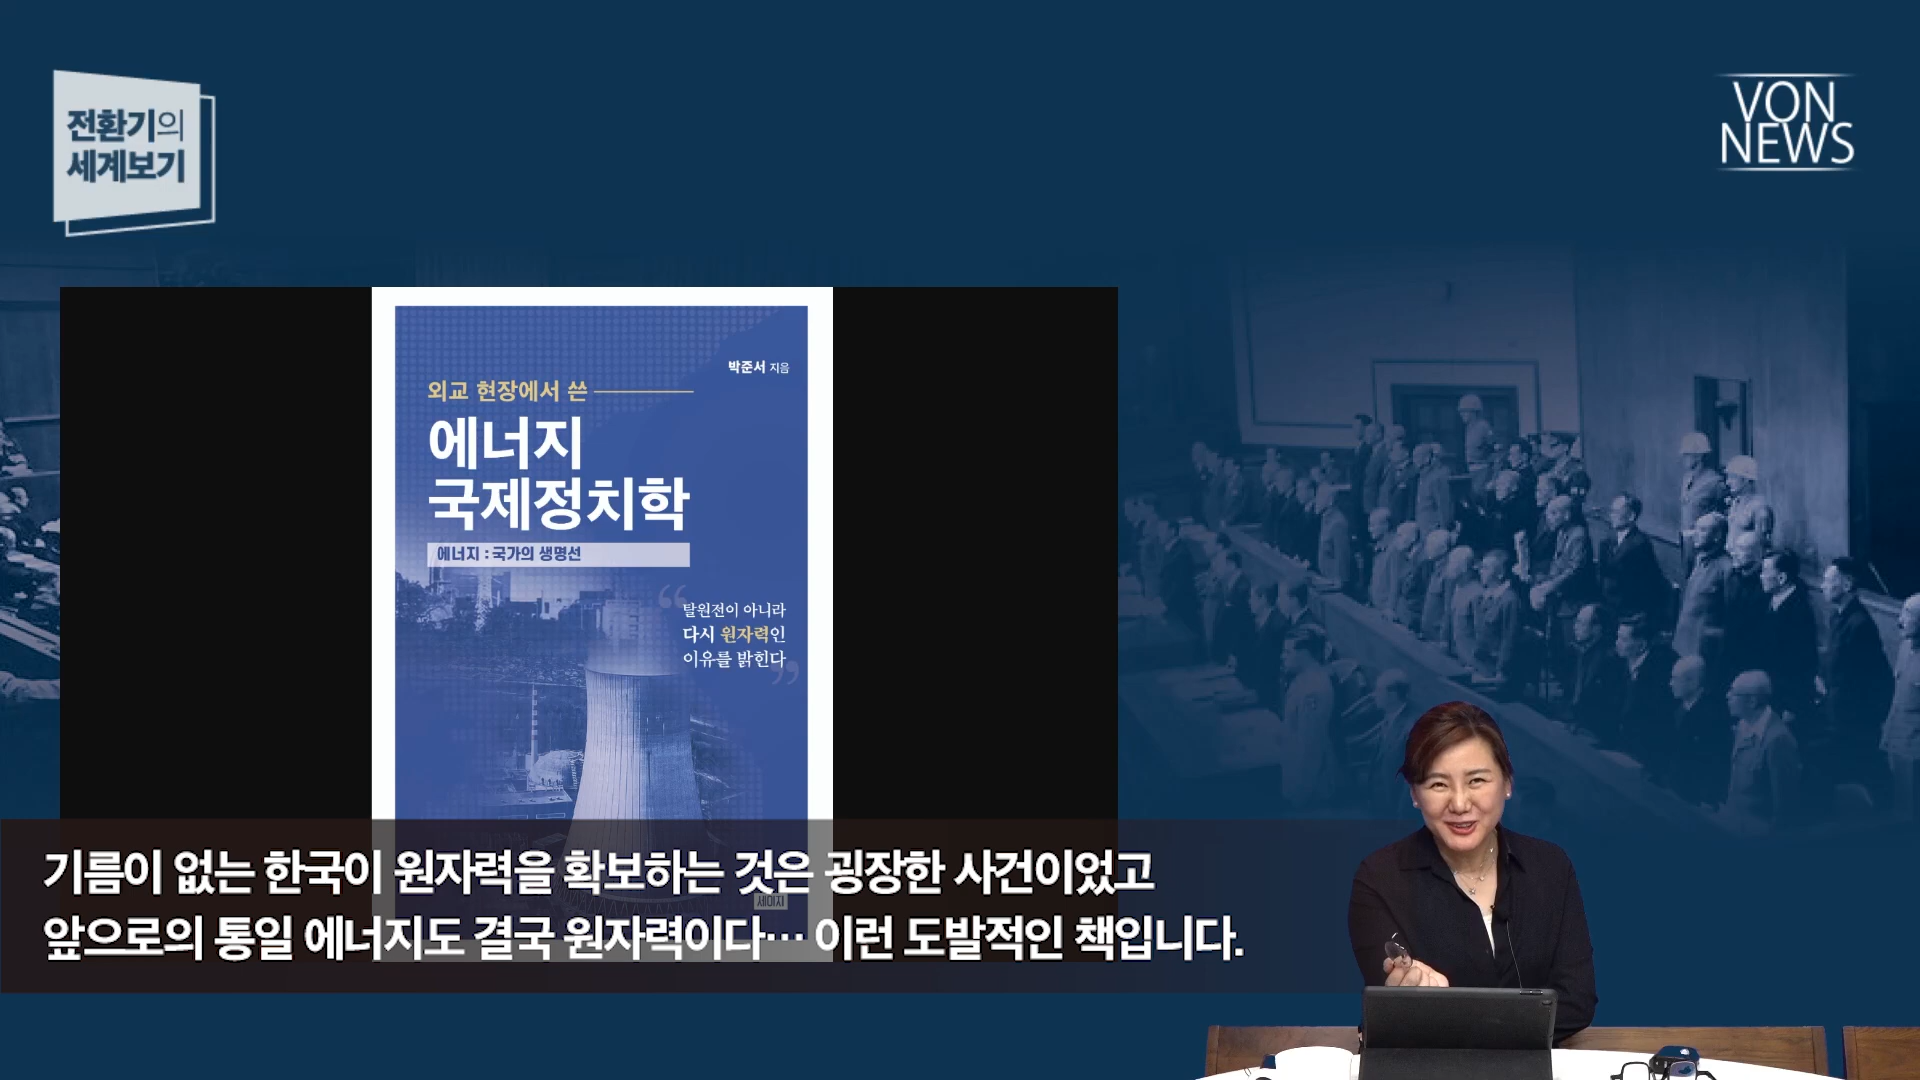 전환기의
세계보기
VON
NEWS
박준서 지음
외교 현장에서 쓴
에너지
국제정치학
에너지 : 국가의 생명선
“탈원전이 아니라
다시 원자력인
이유를 밝힌다”
기름이 없는 한국이 원자력을 확보하는 것은 굉장한 사건이었고
세이지
앞으로의 통일 에너지도 결국 원자력이다… 이런 도발적인 책입니다.